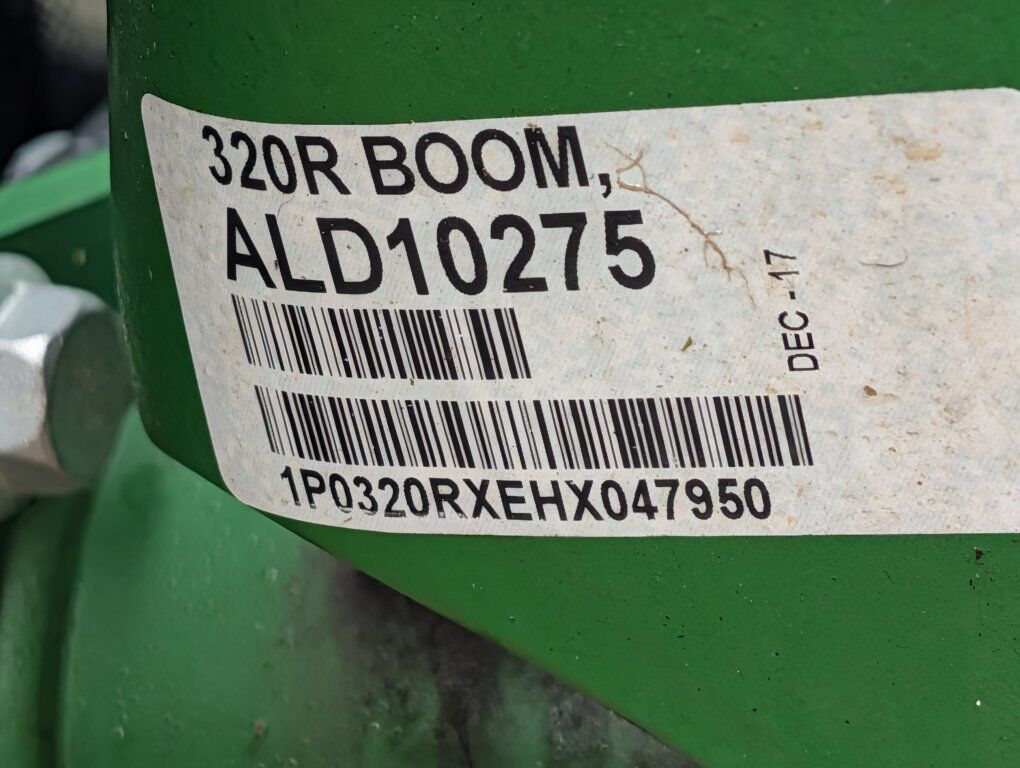 320R BOOM,
ALD10275
DEC - 17
1P0320RXEHX047950